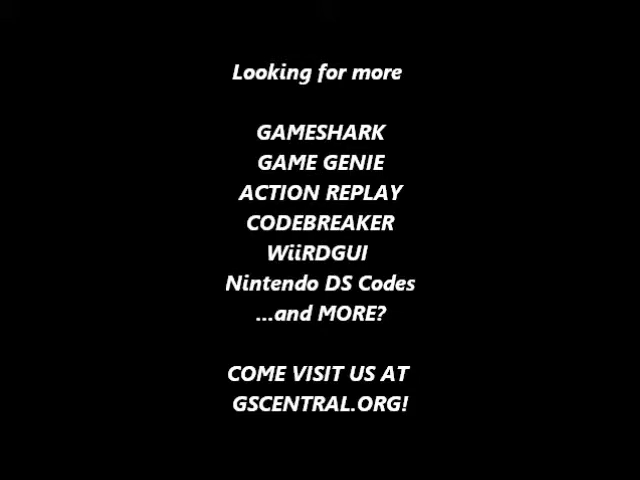 Looking for more
GAMESHARK
GAME GENIE
ACTION REPLAY
CODEBREAKER
WiiRDGUI
Nintendo DS Codes
...and MORE?
COME VISIT US AT
GSCENTRAL.ORG!